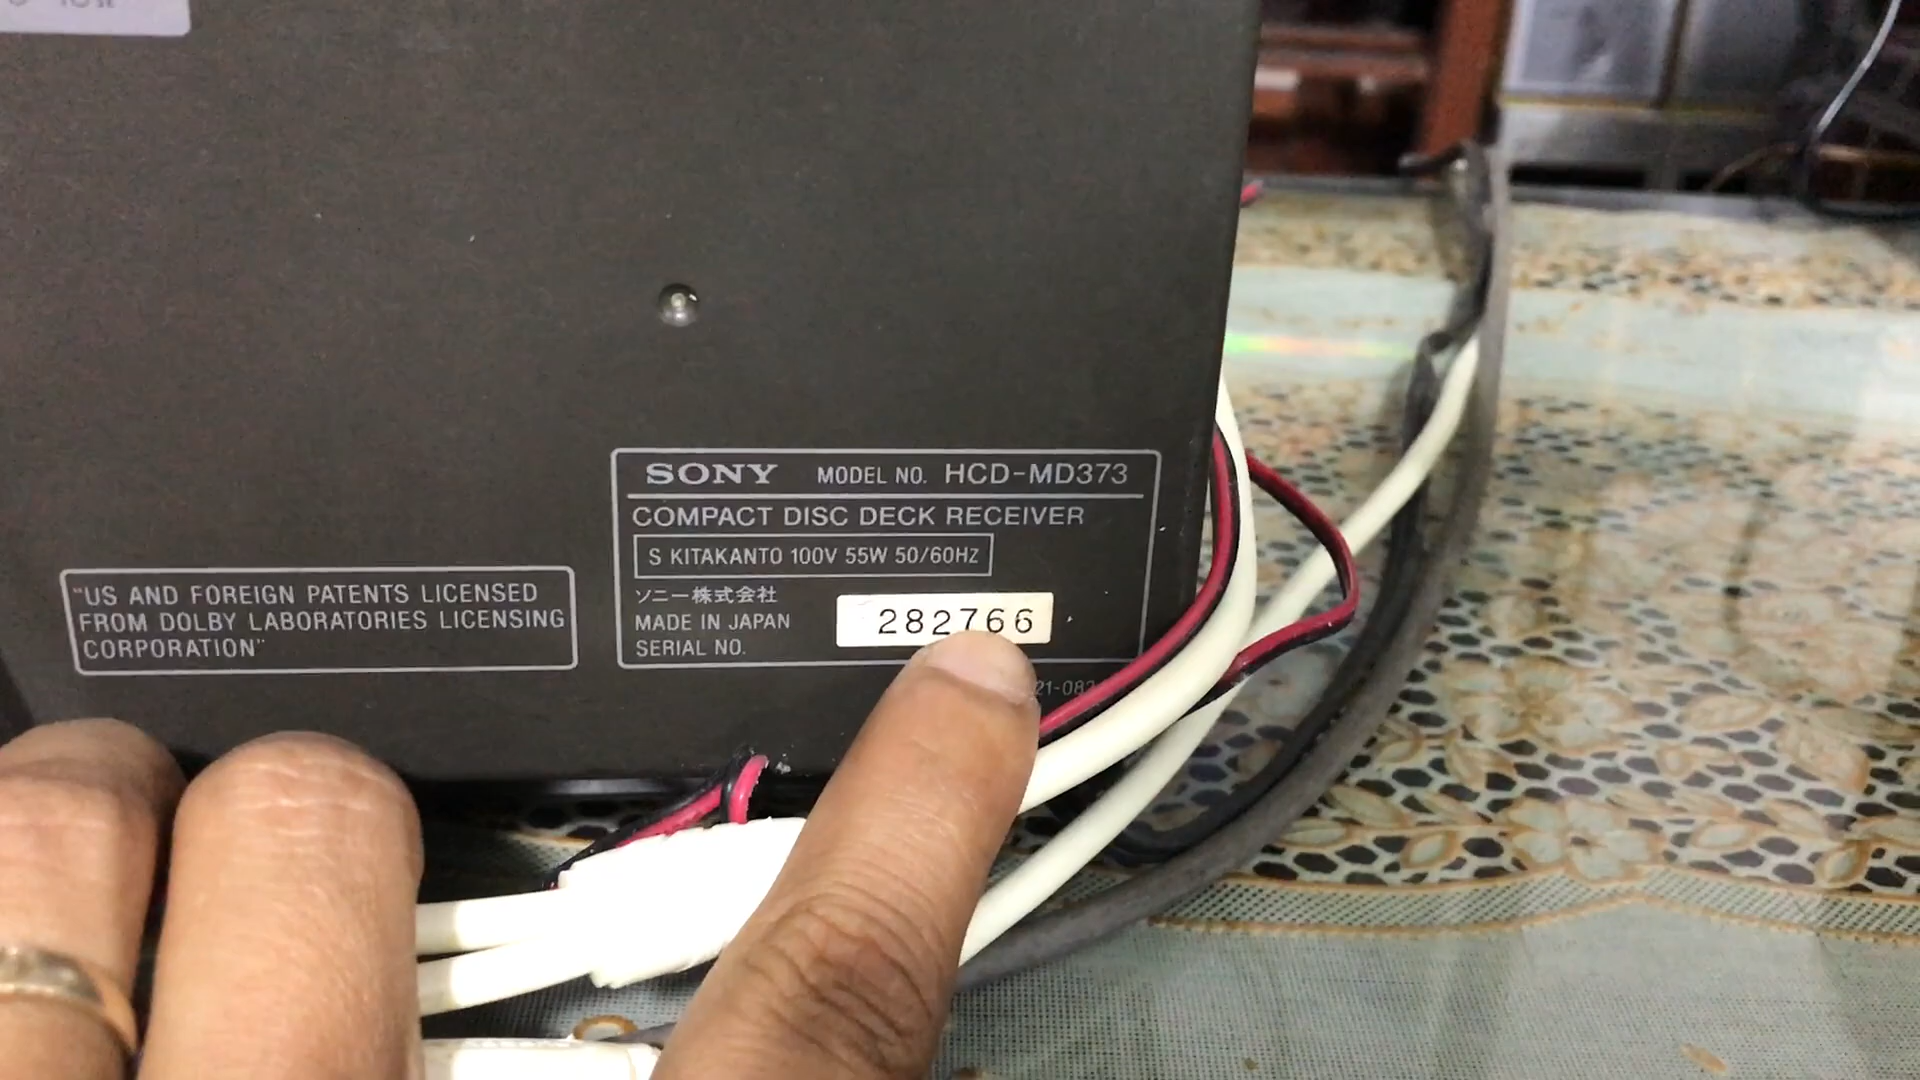 "US AND FOREIGN PATENTS LICENSED
FROM DOLBY LABORATORIES LICENSING
CORPORATION"
SONY MODEL NO. HCD-MD373
COMPACT DISC DECK RECEIVER
S KITAKANTO 100V 55W 50/60HZ
ソニー株式会社
MADE IN JAPAN
SERIAL NO. 282766